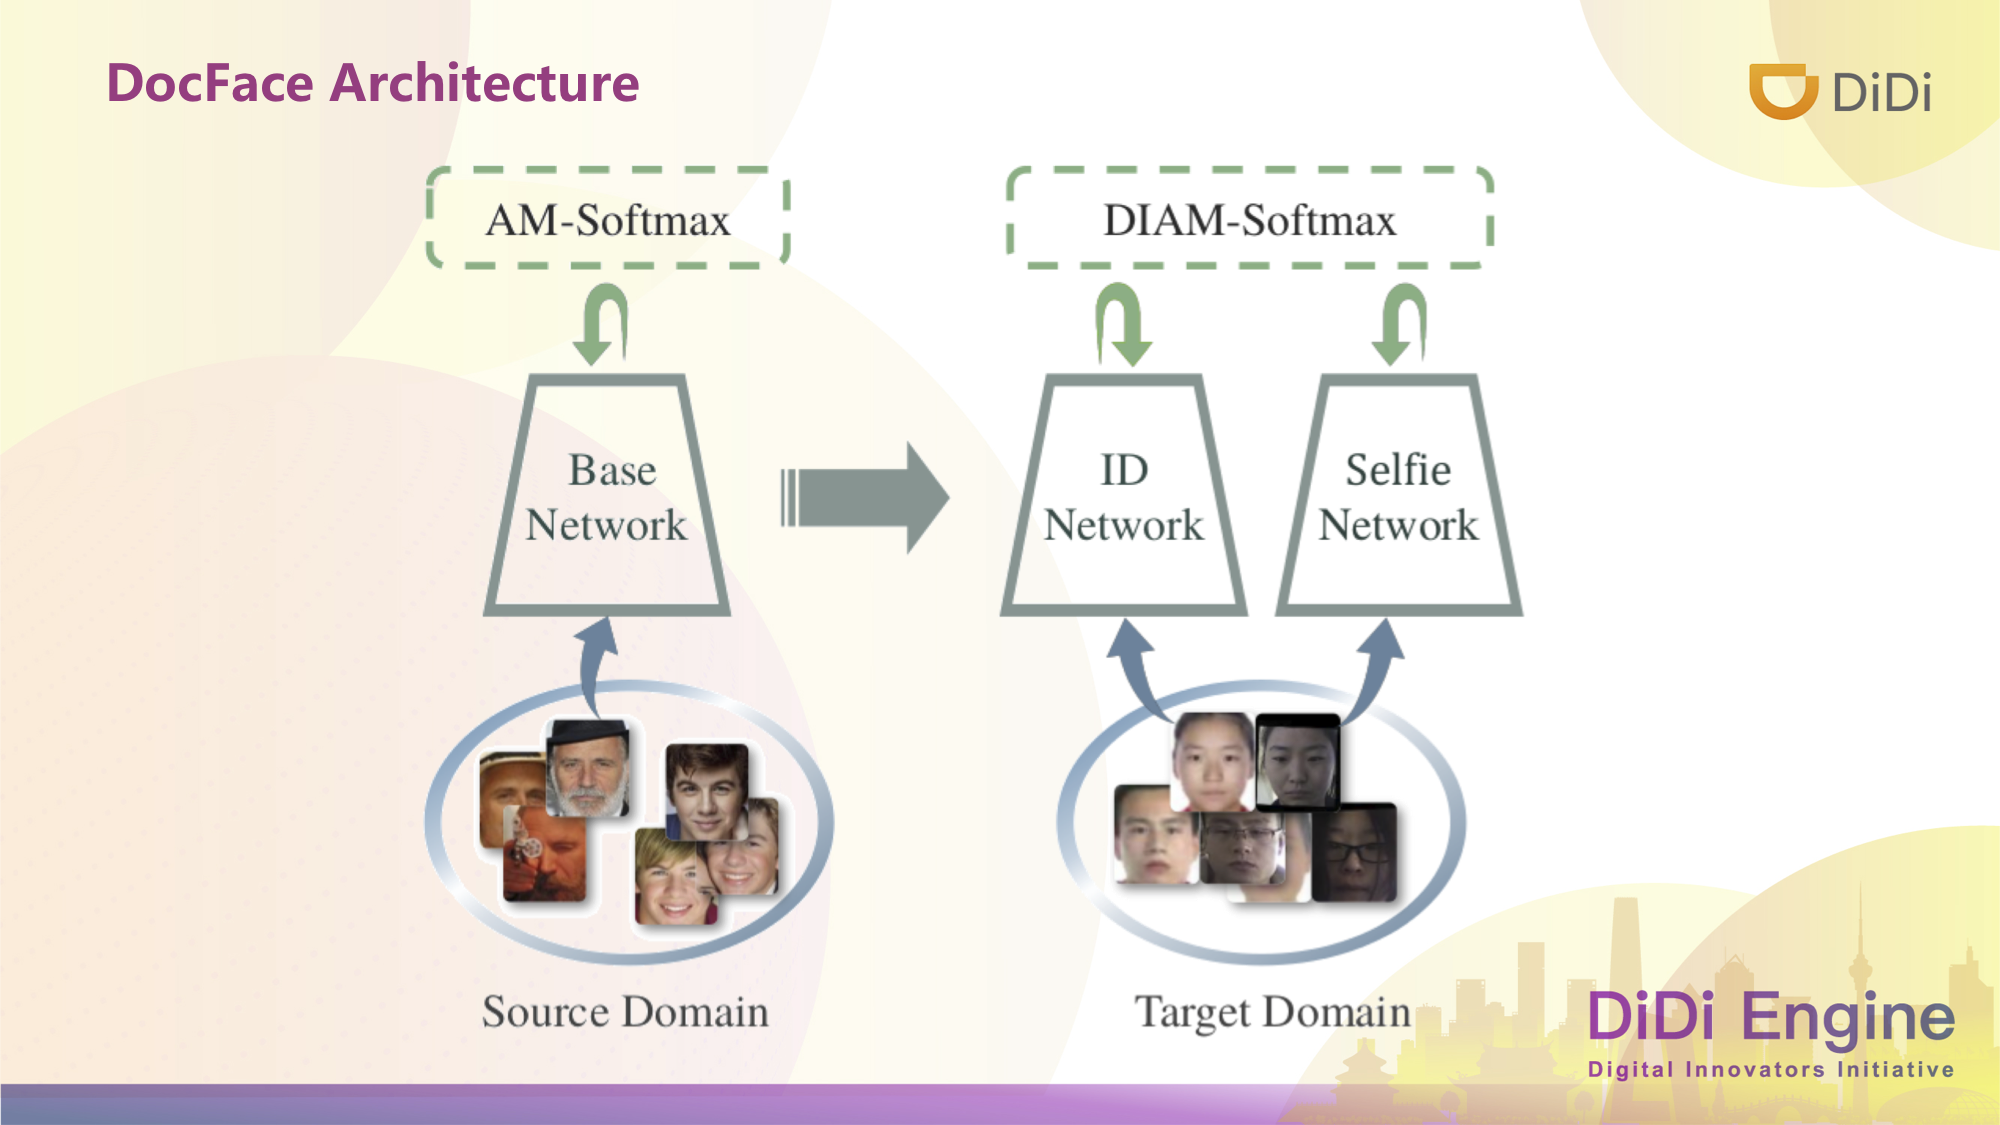 DocFace Architecture
DiDi
AM-Softmax
DIAM-Softmax
Base
Network
ID
Network
Selfie
Network
Source Domain
Target Domain
DiDi Engine
Digital Innovators Initiative